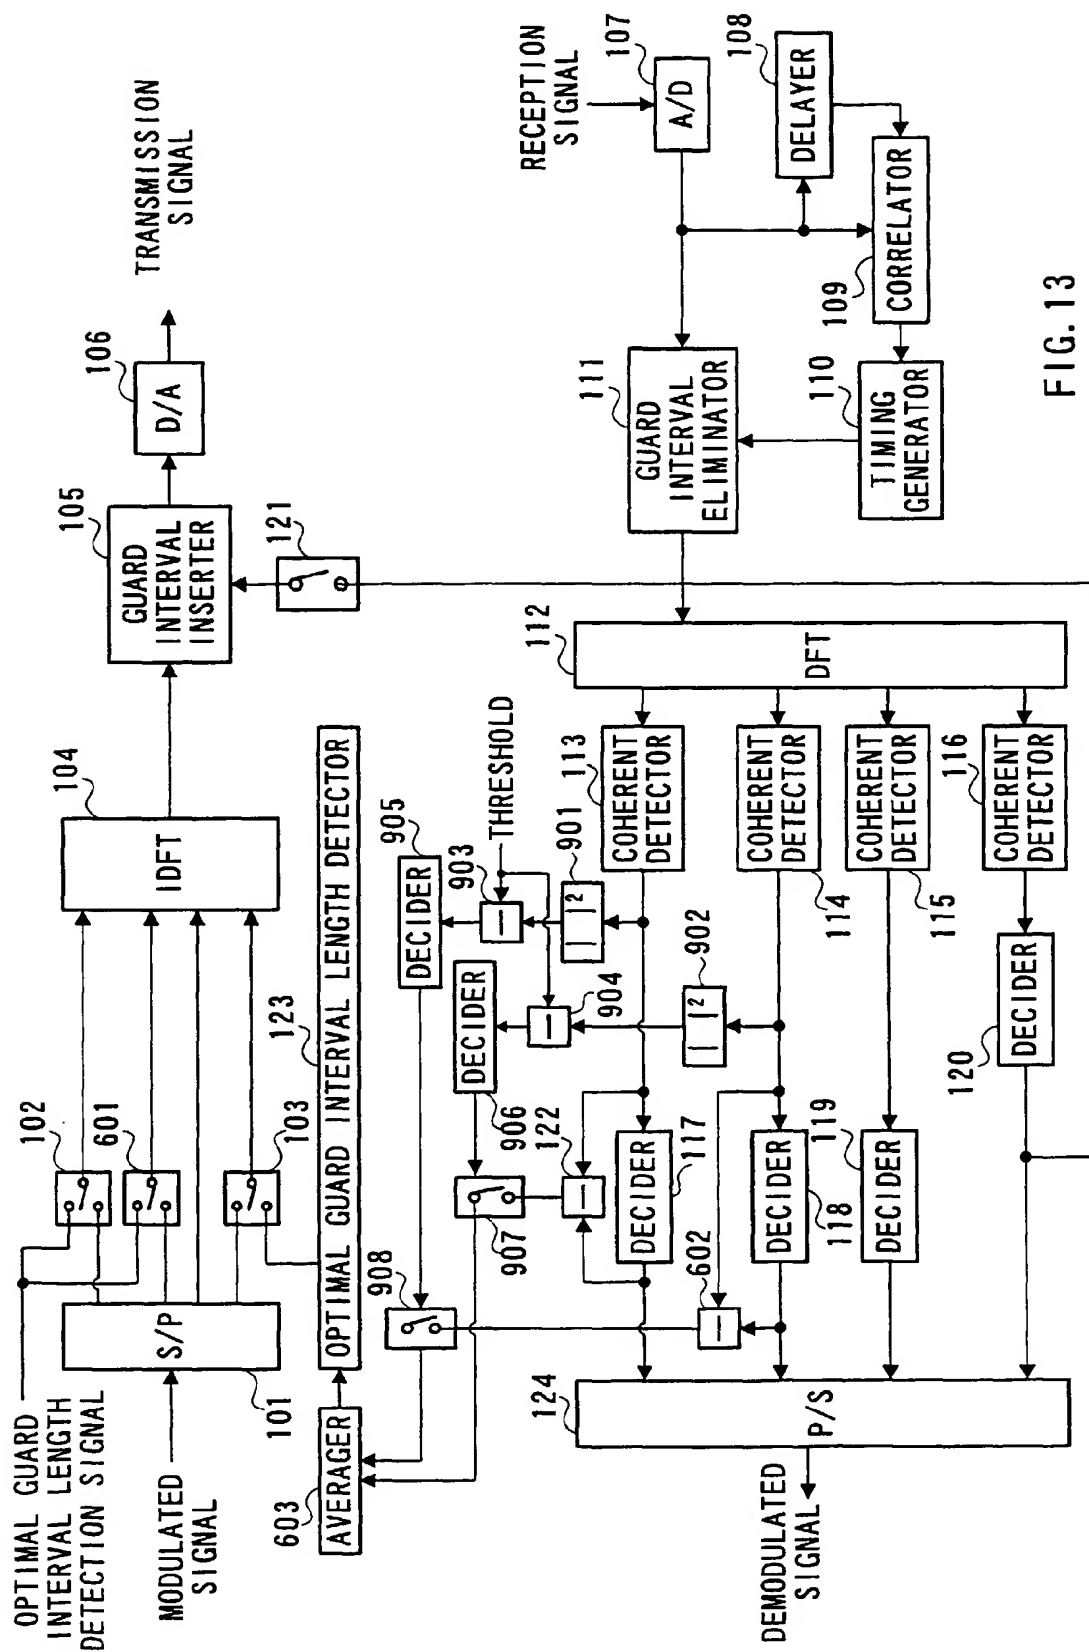 OPTIMAL GUARD
INTERVAL LENGTH
DETECTION SIGNAL
MODULATED
SIGNAL
101
S/P
102
601
103
104
IDFT
105
GUARD
INTERVAL
INSERTER
106
D/A
TRANSMISSION
SIGNAL
121
603
AVERAGER
123
OPTIMAL GUARD INTERVAL LENGTH DETECTOR
908
907
906
DECIDER
905
DECIDER
903
—
THRESHOLD
904
—
901
| |²
902
| |²
122
—
602
—
124
P/S
DEMODULATED
SIGNAL
117
DECIDER
118
DECIDER
119
DECIDER
120
DECIDER
113
COHERENT
DETECTOR
114
COHERENT
DETECTOR
115
COHERENT
DETECTOR
116
COHERENT
DETECTOR
112
DFT
111
GUARD
INTERVAL
ELIMINATOR
110
TIMING
GENERATOR
109
CORRELATOR
108
DELAYER
107
A/D
RECEPTION
SIGNAL
FIG. 13